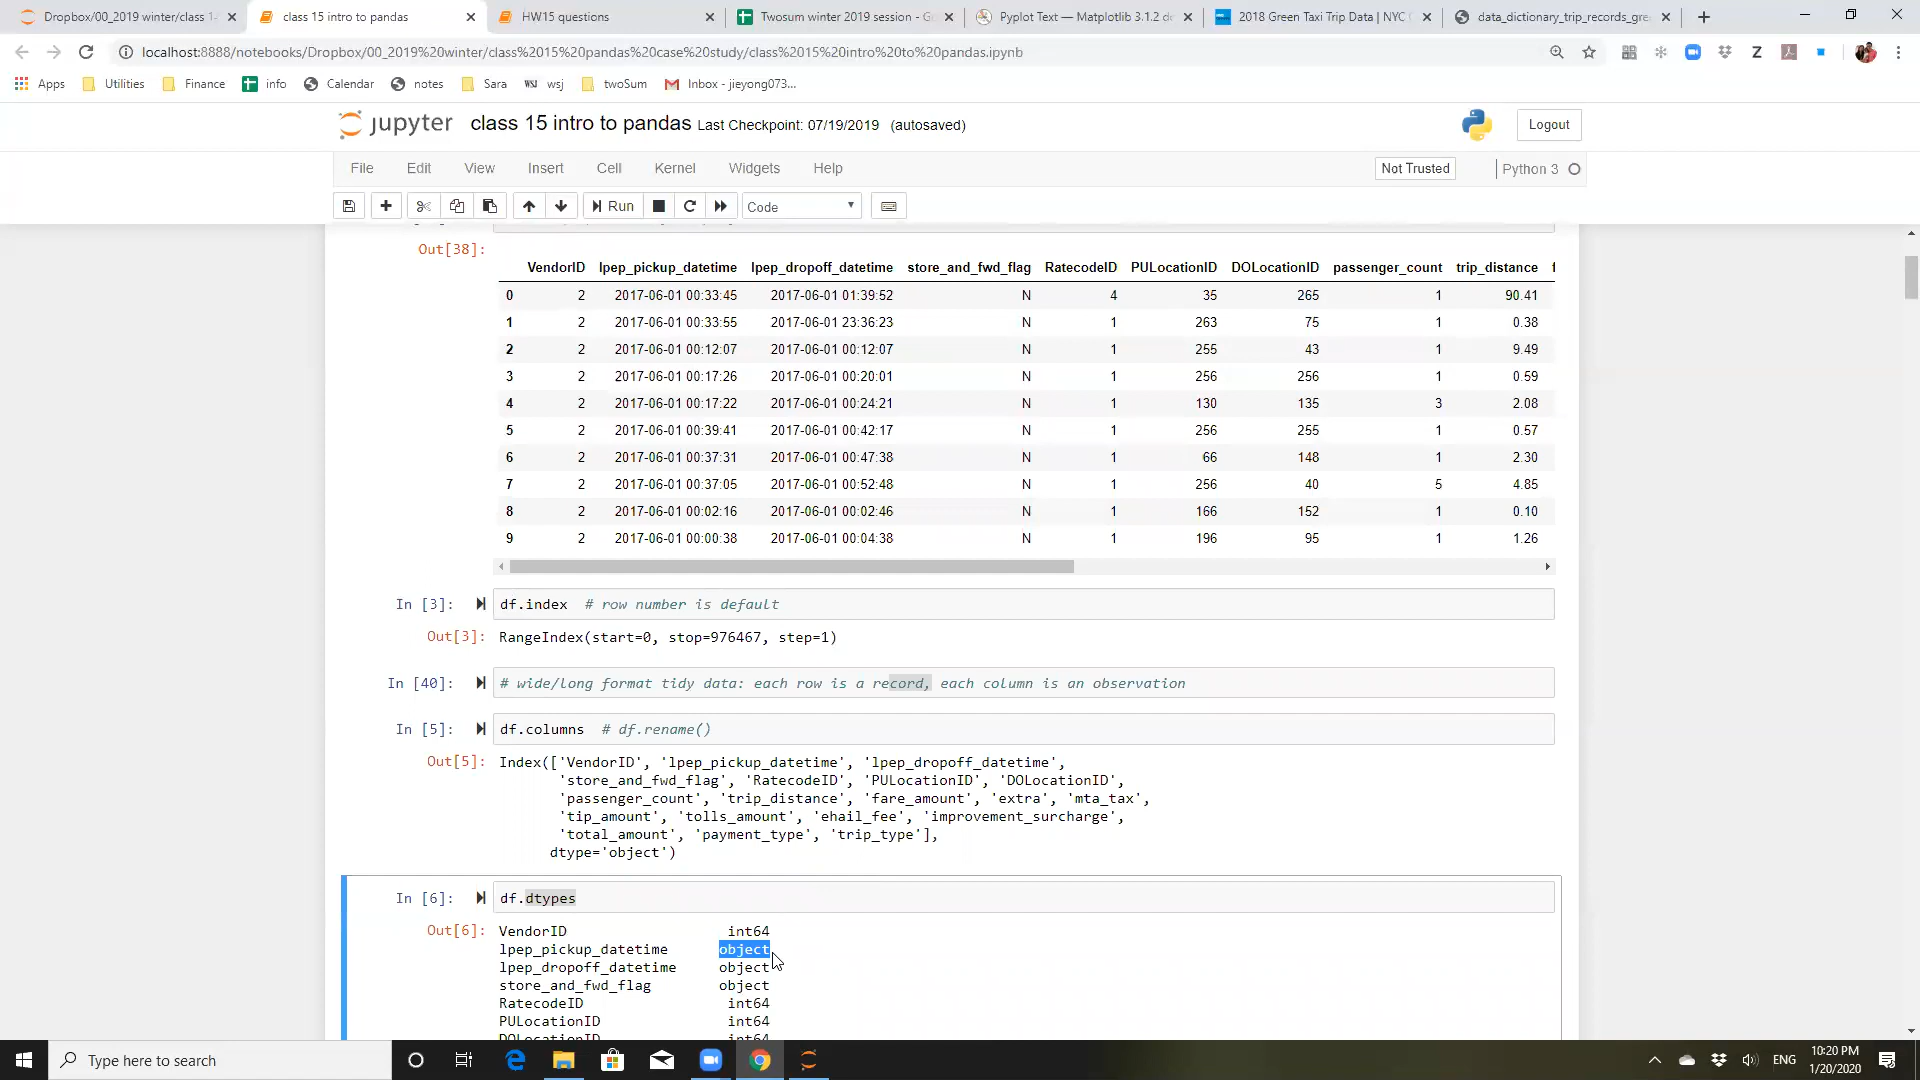 Dropbox/00_2019 winter/class 1
class 15 intro to pandas
HW15 questions
Twosum winter 2019 session - G
Pyplot Text — Matplotlib 3.1.2 d
2018 Green Taxi Trip Data | NYC
data_dictionary_trip_records_gre
localhost:8888/notebooks/Dropbox/00_2019%20winter/class%2015%20pandas%20case%20study/class%2015%20intro%20to%20pandas.ipynb
Apps Utilities Finance info Calendar notes Sara wsj twoSum Inbox - jieyong073...
jupyter class 15 intro to pandas Last Checkpoint: 07/19/2019 (autosaved)
Logout
File Edit View Insert Cell Kernel Widgets Help
Not Trusted
Python 3
Run
Code
Out[38]:
VendorID lpep_pickup_datetime lpep_dropoff_datetime store_and_fwd_flag RatecodeID PULocationID DOLocationID passenger_count trip_distance f
0 2 2017-06-01 00:33:45 2017-06-01 01:39:52 N 4 35 265 1 90.41
1 2 2017-06-01 00:33:55 2017-06-01 23:36:23 N 1 263 75 1 0.38
2 2 2017-06-01 00:12:07 2017-06-01 00:12:07 N 1 255 43 1 9.49
3 2 2017-06-01 00:17:26 2017-06-01 00:20:01 N 1 256 256 1 0.59
4 2 2017-06-01 00:17:22 2017-06-01 00:24:21 N 1 130 135 3 2.08
5 2 2017-06-01 00:39:41 2017-06-01 00:42:17 N 1 256 255 1 0.57
6 2 2017-06-01 00:37:31 2017-06-01 00:47:38 N 1 66 148 1 2.30
7 2 2017-06-01 00:37:05 2017-06-01 00:52:48 N 1 256 40 5 4.85
8 2 2017-06-01 00:02:16 2017-06-01 00:02:46 N 1 166 152 1 0.10
9 2 2017-06-01 00:00:38 2017-06-01 00:04:38 N 1 196 95 1 1.26
In [3]: df.index # row number is default
Out[3]: RangeIndex(start=0, stop=976467, step=1)
In [40]: # wide/long format tidy data: each row is a record, each column is an observation
In [5]: df.columns # df.rename()
Out[5]: Index(['VendorID', 'lpep_pickup_datetime', 'lpep_dropoff_datetime',
'store_and_fwd_flag', 'RatecodeID', 'PULocationID', 'DOLocationID',
'passenger_count', 'trip_distance', 'fare_amount', 'extra', 'mta_tax',
'tip_amount', 'tolls_amount', 'ehail_fee', 'improvement_surcharge',
'total_amount', 'payment_type', 'trip_type'],
dtype='object')
In [6]: df.dtypes
Out[6]: VendorID int64
lpep_pickup_datetime object
lpep_dropoff_datetime object
store_and_fwd_flag object
RatecodeID int64
PULocationID int64
DOLocationID int64
Type here to search
ENG
10:20 PM
1/20/2020